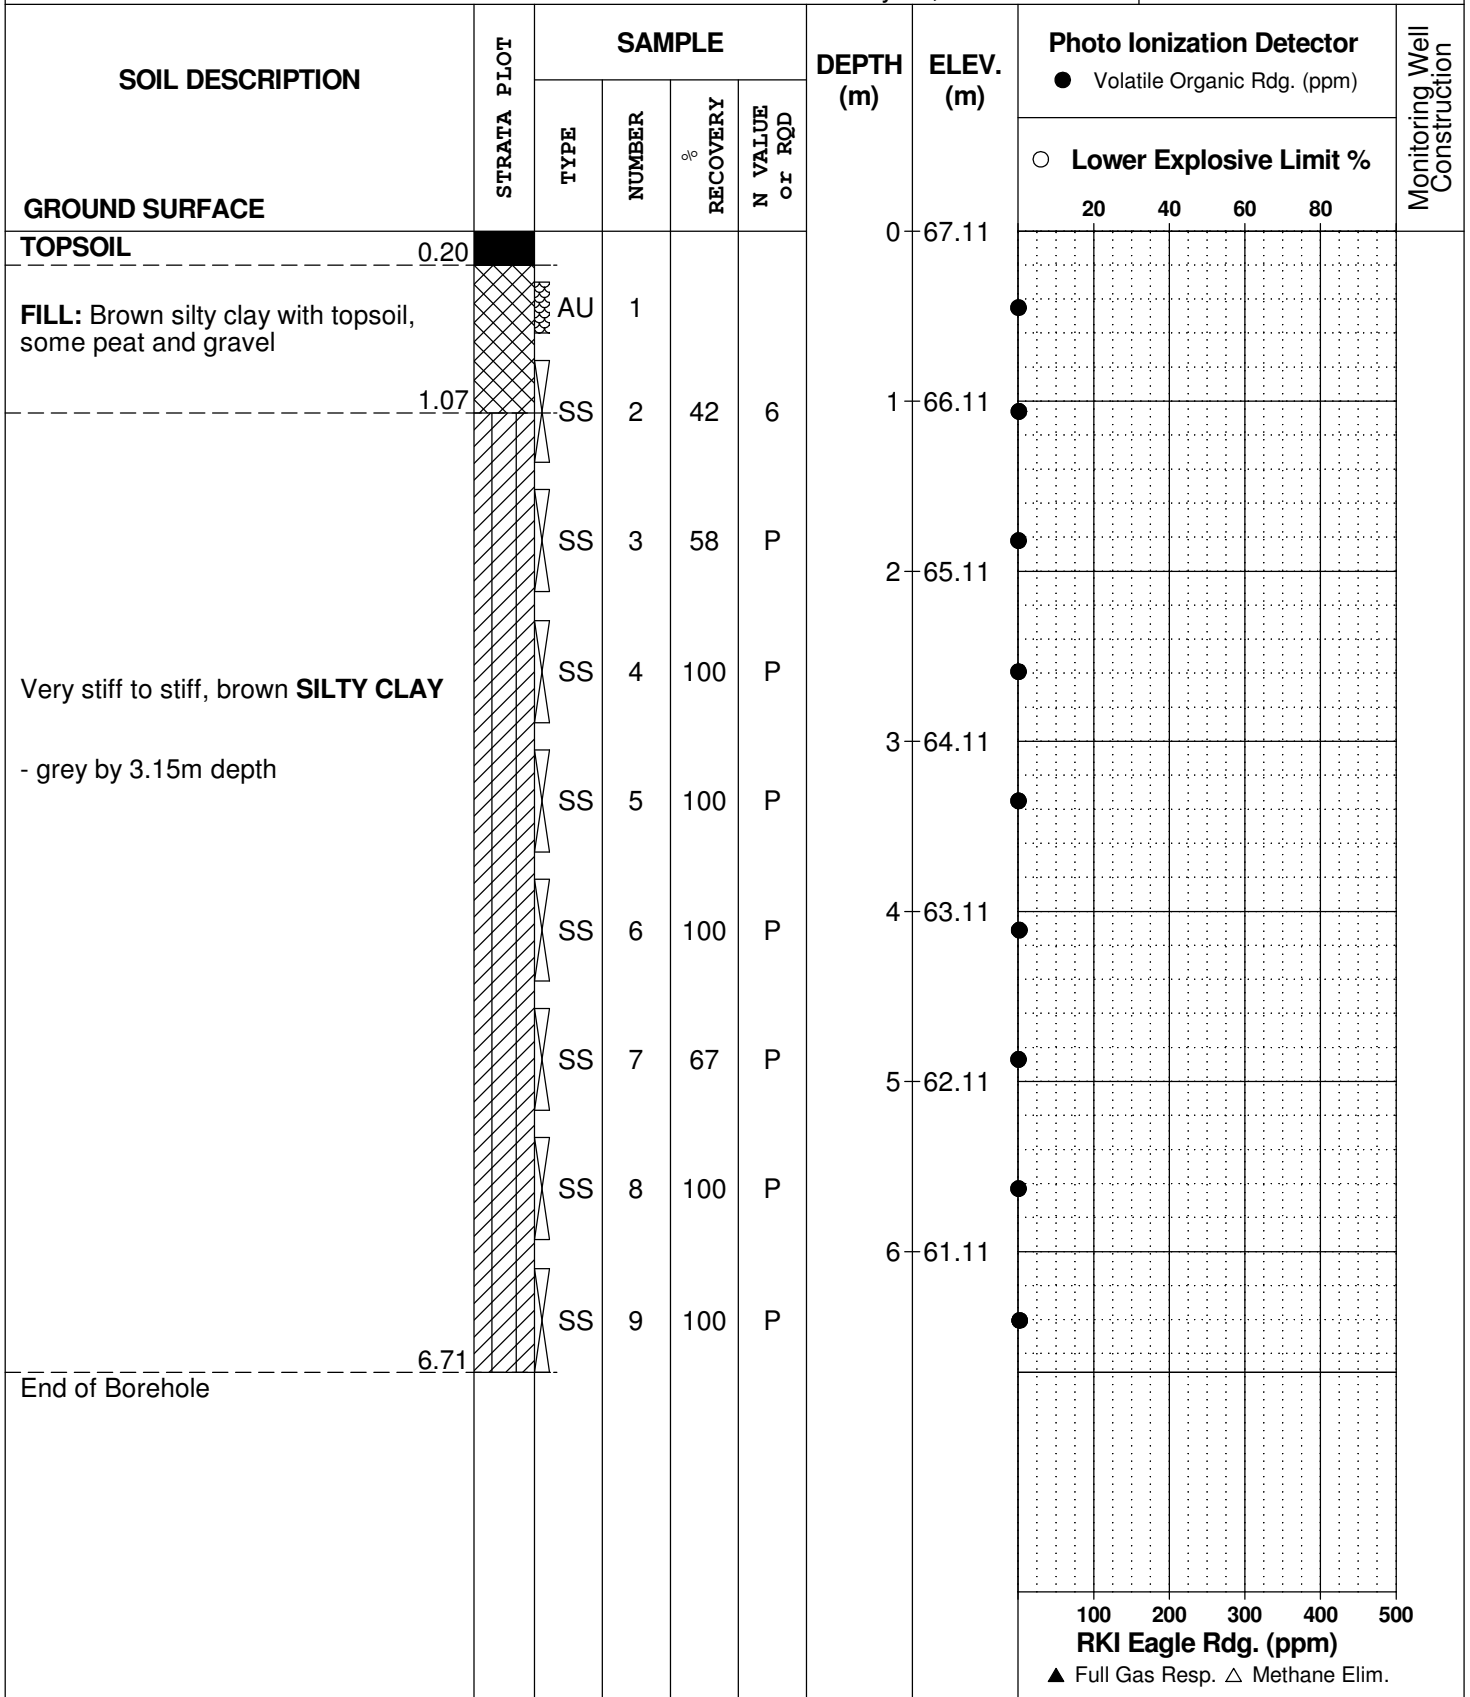 SOIL DESCRIPTION
GROUND SURFACE
STRATA PLOT
SAMPLE
TYPE
NUMBER
%
RECOVERY
N VALUE
or RQD
DEPTH
(m)
ELEV.
(m)
Photo Ionization Detector
● Volatile Organic Rdg. (ppm)
○ Lower Explosive Limit %
20 40 60 80
Monitoring Well
Construction
0 67.11
TOPSOIL 0.20
FILL: Brown silty clay with topsoil,
some peat and gravel
AU 1
1.07
SS 2 42 6
1 66.11
SS 3 58 P
2 65.11
SS 4 100 P
Very stiff to stiff, brown SILTY CLAY
3 64.11
- grey by 3.15m depth
SS 5 100 P
4 63.11
SS 6 100 P
SS 7 67 P
5 62.11
SS 8 100 P
6 61.11
SS 9 100 P
6.71
End of Borehole
100 200 300 400 500
RKI Eagle Rdg. (ppm)
▲ Full Gas Resp. △ Methane Elim.